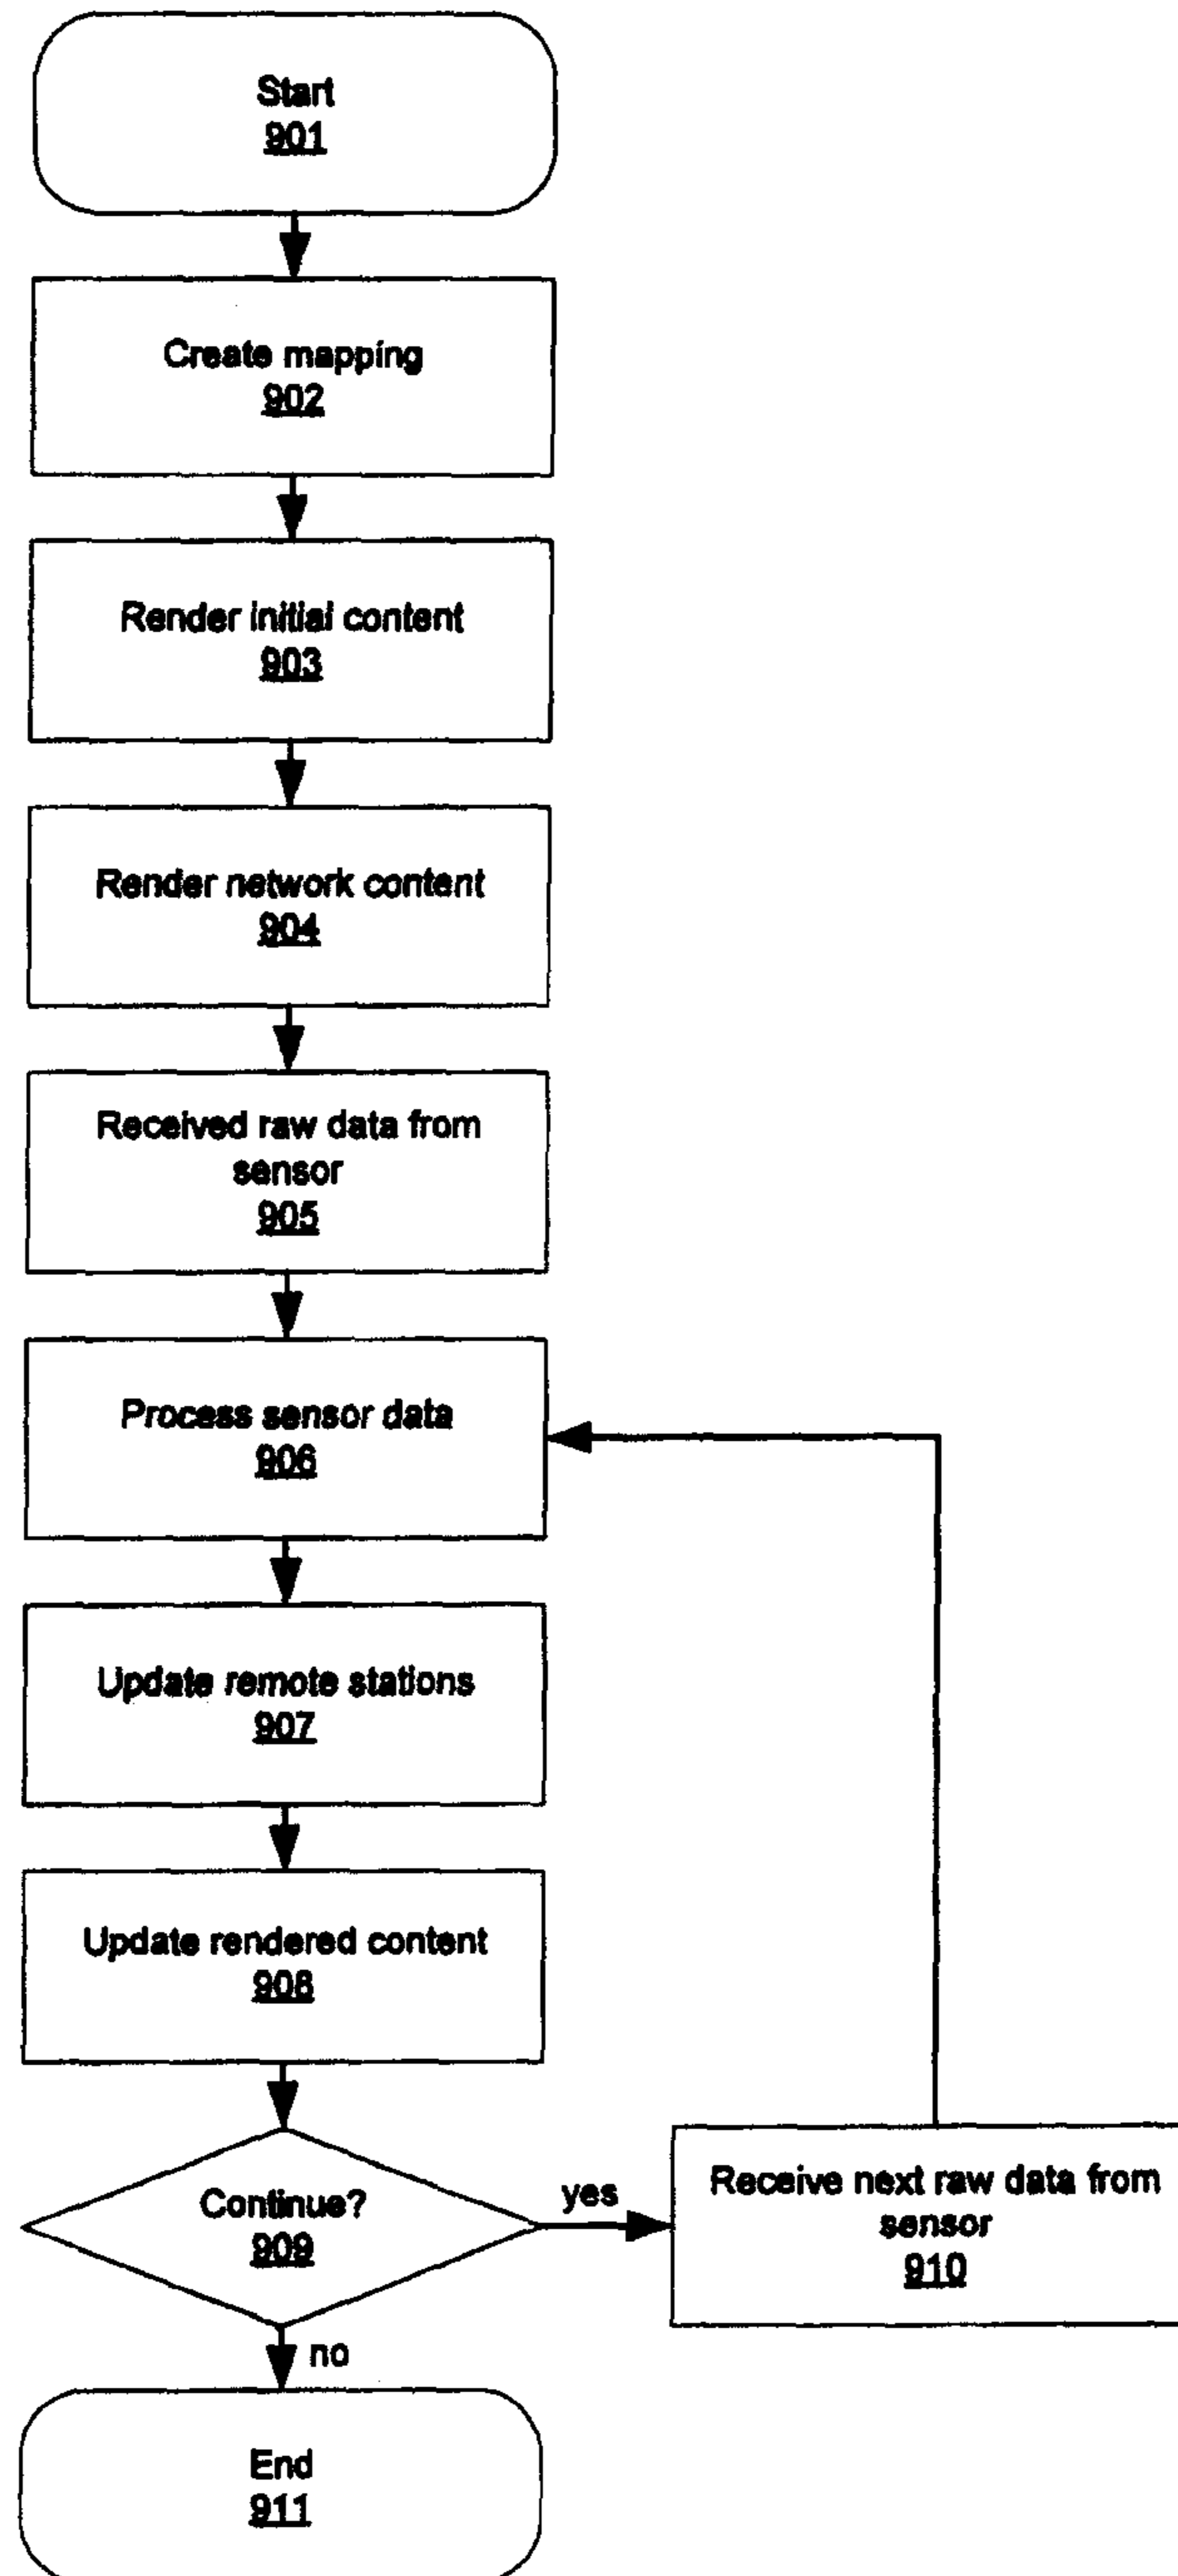 Start
901
Create mapping
902
Render initial content
903
Render network content
904
Received raw data from
sensor
905
Process sensor data
906
Update remote stations
907
Update rendered content
908
Continue?
909
yes
Receive next raw data from
sensor
910
no
End
911